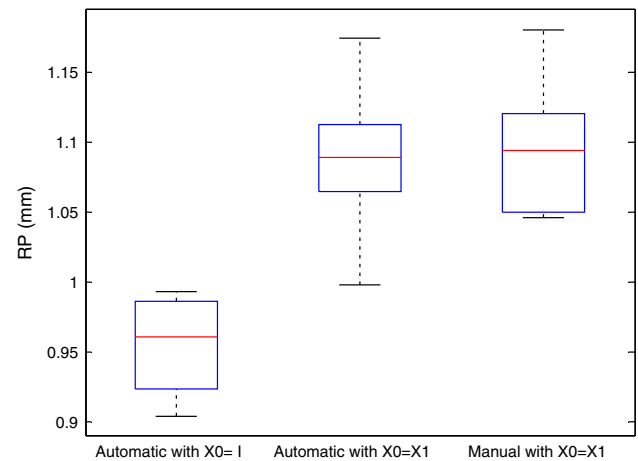 RP (mm)
1.15
1.1
1.05
1
0.95
0.9
Automatic with X0= I
Automatic with X0=X1
Manual with X0=X1